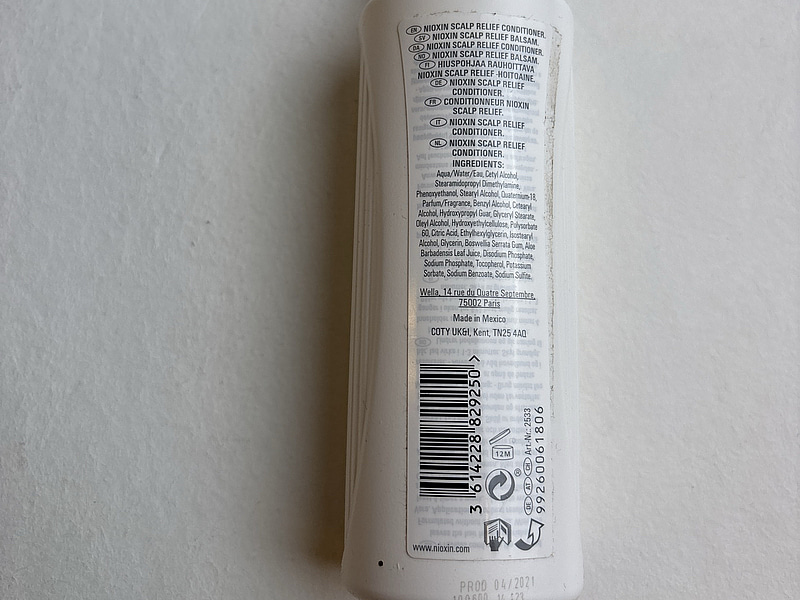 EN NIOXIN SCALP RELIEF CONDITIONER.
SV NIOXIN SCALP RELIEF BALSAM.
DA NIOXIN SCALP RELIEF CONDITIONER.
NO NIOXIN SCALP RELIEF BALSAM.
FI HIUSPOHJAA RAUHOITTAVA
NIOXIN SCALP RELIEF -HOITOAINE.
DE NIOXIN SCALP RELIEF
CONDITIONER.
FR CONDITIONNEUR NIOXIN
SCALP RELIEF.
IT NIOXIN SCALP RELIEF
CONDITIONER.
NL NIOXIN SCALP RELIEF
CONDITIONER.
INGREDIENTS:
Aqua/Water/Eau, Cetyl Alcohol,
Stearamidopropyl Dimethylamine,
Phenoxyethanol, Stearyl Alcohol, Quaternium-18,
Parfum/Fragrance, Benzyl Alcohol, Cetearyl
Alcohol, Hydroxypropyl Guar, Glyceryl Stearate,
Oleyl Alcohol, Hydroxyethylcellulose, Polysorbate
60, Citric Acid, Ethylhexylglycerin, Isostearyl
Alcohol, Glycerin, Boswellia Serrata Gum, Aloe
Barbadensis Leaf Juice, Disodium Phosphate,
Sodium Phosphate, Tocopherol, Potassium
Sorbate, Sodium Benzoate, Sodium Sulfite.
Wella, 14 rue du Quatre Septembre,
75002 Paris
Made in Mexico
COTY UK&I, Kent, TN25 4AQ
3 614228 829250 >
12M
DE AT CH Art.-Nr.: 2533
99260061806
www.nioxin.com
PROD 04/2021